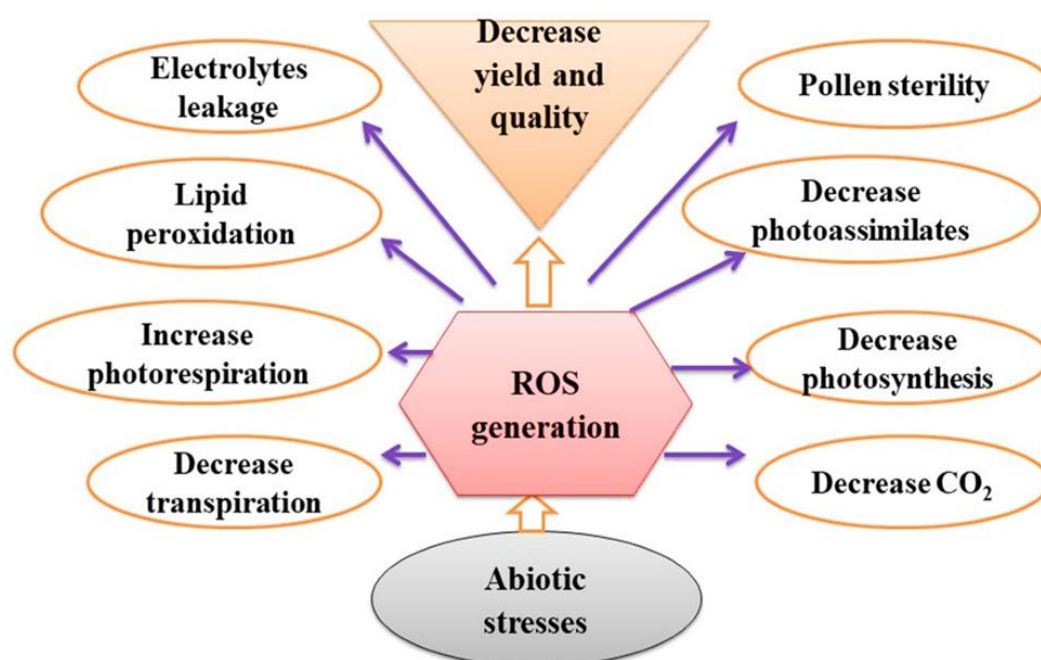 Decrease
yield and
quality
Electrolytes
leakage
Pollen sterility
Lipid
peroxidation
Decrease
photoassimilates
Increase
photorespiration
ROS
generation
Decrease
photosynthesis
Decrease
transpiration
Decrease CO₂
Abiotic
stresses